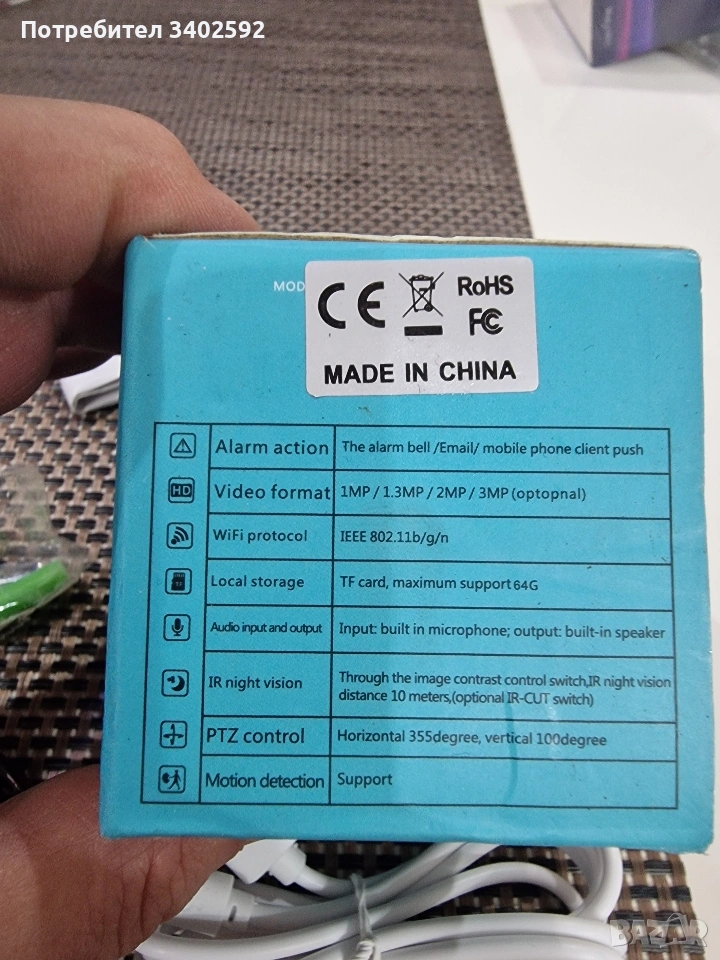 Потребител 3402592
MOD
CE RoHS
FC
MADE IN CHINA
Alarm action The alarm bell /Email/ mobile phone client push
HD Video format 1MP / 1.3MP / 2MP / 3MP (optopnal)
WiFi protocol IEEE 802.11b/g/n
Local storage TF card, maximum support 64G
Audio input and output Input: built in microphone; output: built-in speaker
IR night vision Through the image contrast control switch,IR night vision
distance 10 meters,(optional IR-CUT switch)
PTZ control Horizontal 355degree, vertical 100degree
Motion detection Support
BAZAR